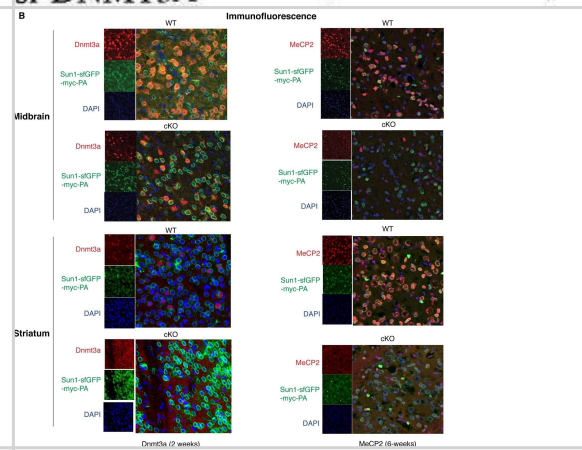 B
Immunofluorescence
WT
Dnmt3a
Sun1-sfGFP
-myc-PA
DAPI
WT
MeCP2
Sun1-sfGFP
-myc-PA
DAPI
Midbrain
cKO
Dnmt3a
Sun1-sfGFP
-myc-PA
DAPI
cKO
MeCP2
Sun1-sfGFP
-myc-PA
DAPI
WT
Dnmt3a
Sun1-sfGFP
-myc-PA
DAPI
WT
MeCP2
Sun1-sfGFP
-myc-PA
DAPI
Striatum
cKO
Dnmt3a
Sun1-sfGFP
-myc-PA
DAPI
cKO
MeCP2
Sun1-sfGFP
-myc-PA
DAPI
Dnmt3a (2 weeks)
MeCP2 (6-weeks)